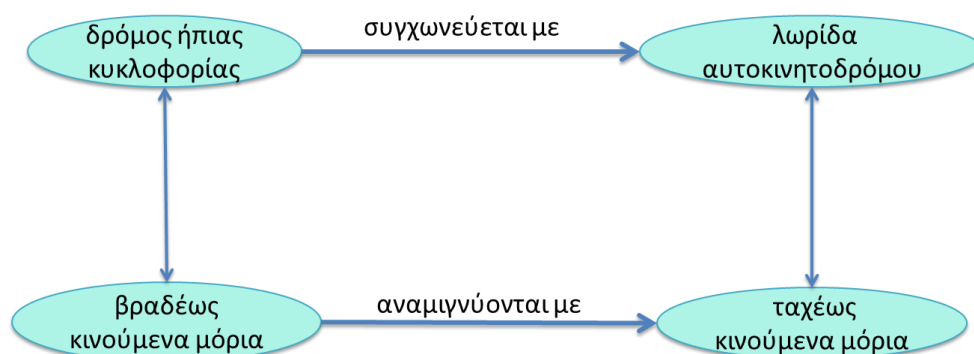 δρόμος ήπιας
κυκλοφορίας
συγχωνεύεται με
λωρίδα
αυτοκινητοδρόμου
βραδέως
κινούμενα μόρια
αναμιγνύονται με
ταχέως
κινούμενα μόρια